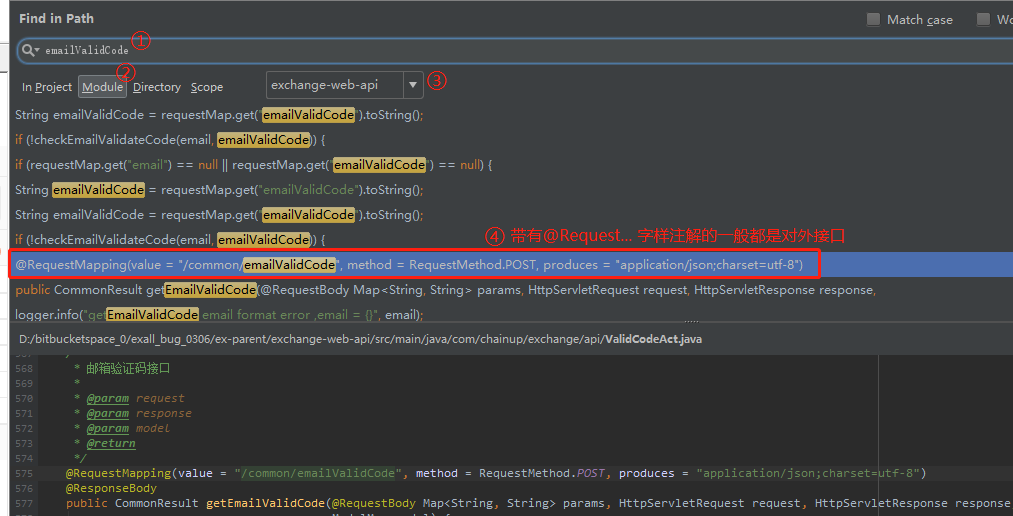 Find in Path
Match case
Wo
emailValidCode ①
②
In Project Module Directory Scope exchange-web-api ③
String emailValidCode = requestMap.get("emailValidCode").toString();
if (!checkEmailValidateCode(email, emailValidCode)) {
if (requestMap.get("email") == null || requestMap.get("emailValidCode") == null) {
String emailValidCode = requestMap.get("emailValidCode").toString();
String emailValidCode = requestMap.get("emailValidCode").toString();
if (!checkEmailValidateCode(email, emailValidCode)) {
④ 带有@Request... 字样注解的一般都是对外接口
@RequestMapping(value = "/common/emailValidCode", method = RequestMethod.POST, produces = "application/json;charset=utf-8")
public CommonResult getEmailValidCode(@RequestBody Map<String, String> params, HttpServletRequest request, HttpServletResponse response,
logger.info("getEmailValidCode email format error ,email = {}", email);
D:/bitbucketspace_0/exall_bug_0306/ex-parent/exchange-web-api/src/main/java/com/chainup/exchange/api/ValidCodeAct.java
568 * 邮箱验证码接口
569 *
570 * @param request
571 * @param response
572 * @param model
573 * @return
574 */
575 @RequestMapping(value = "/common/emailValidCode", method = RequestMethod.POST, produces = "application/json;charset=utf-8")
576 @ResponseBody
577 public CommonResult getEmailValidCode(@RequestBody Map<String, String> params, HttpServletRequest request, HttpServletResponse response